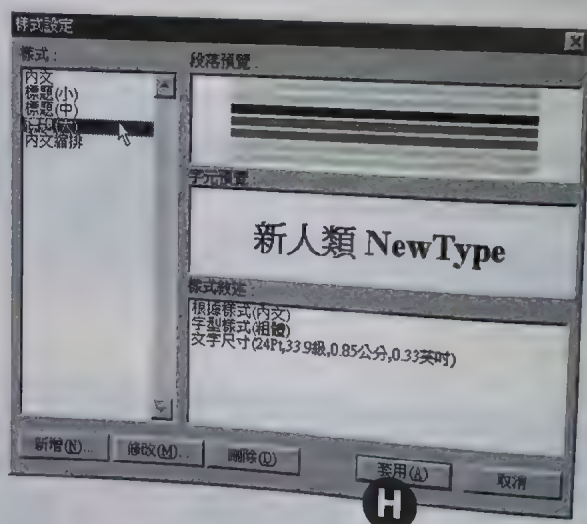 樣式設定
樣式:
內文
標題(小)
標題(中)
標題(大)
內文縮排
段落預覽:
字元預覽
新人類 NewType
樣式敘述:
根據樣式(內文)
字型樣式(粗體)
文字尺寸(24Pt,33.9級,0.85公分,0.33英吋)
新增(N)...
修改(M)...
刪除(D)
套用(A)
取消
H